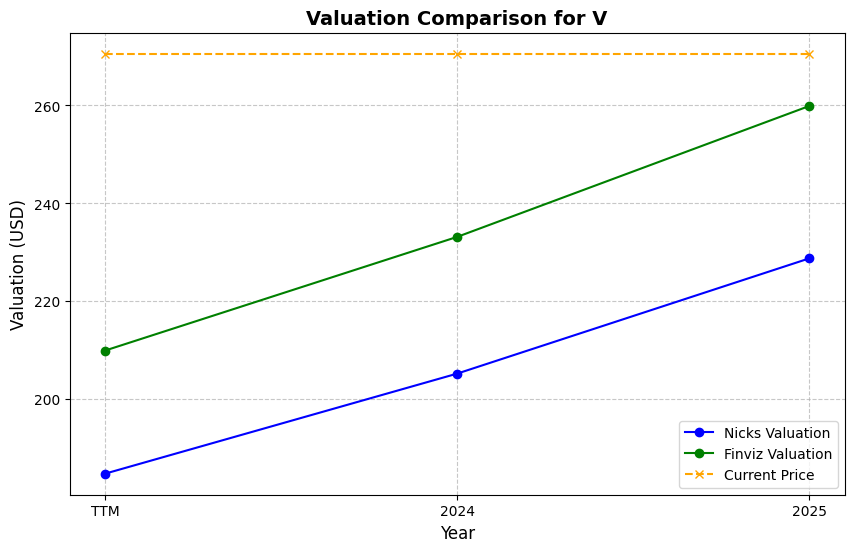 Valuation Comparison for V
Valuation (USD)
260
240
220
200
TTM
2024
2025
Year
Nicks Valuation
Finviz Valuation
Current Price